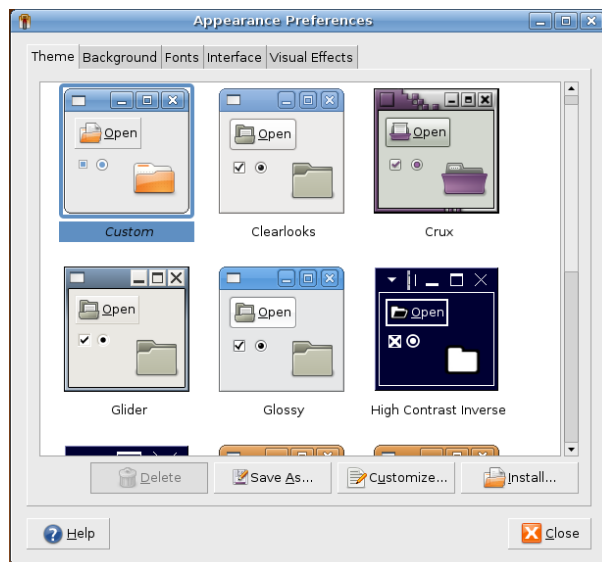 Appearance Preferences
Theme Background Fonts Interface Visual Effects
Open Open Open
Custom Clearlooks Crux
Open Open Open
Glider Glossy High Contrast Inverse
Delete Save As... Customize... Install...
Help Close